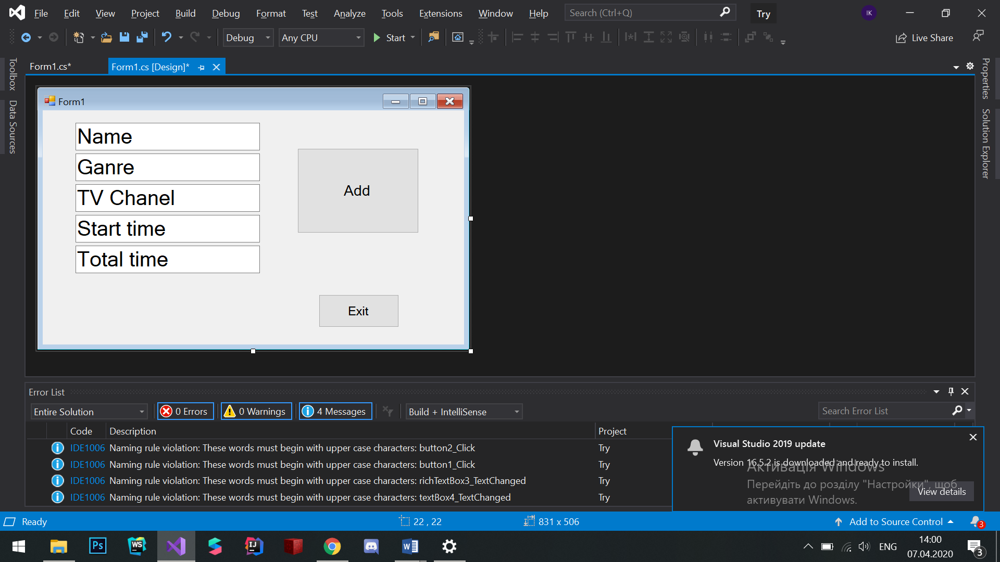 File Edit View Project Build Debug Format Test Analyze Tools Extensions Window Help Search (Ctrl+Q) Try IK
Debug Any CPU Start Live Share
Toolbox
Data Sources
Form1.cs* Form1.cs [Design]*
Properties
Solution Explorer
Form1
Name
Ganre
TV Chanel
Start time
Total time
Add
Exit
Error List
Entire Solution 0 Errors 0 Warnings 4 Messages Build + IntelliSense Search Error List
Code Description Project
IDE1006 Naming rule violation: These words must begin with upper case characters: button2_Click Try
IDE1006 Naming rule violation: These words must begin with upper case characters: button1_Click Try
IDE1006 Naming rule violation: These words must begin with upper case characters: richTextBox3_TextChanged Try
IDE1006 Naming rule violation: These words must begin with upper case characters: textBox4_TextChanged Try
Visual Studio 2019 update
Version 16.5.2 is downloaded and ready to install.
View details
Активація Windows
Перейдіть до розділу "Настройки", щоб
активувати Windows.
Ready 22 , 22 831 x 506 Add to Source Control 3
Ps WS IJ W ENG 14:00
07.04.2020 3